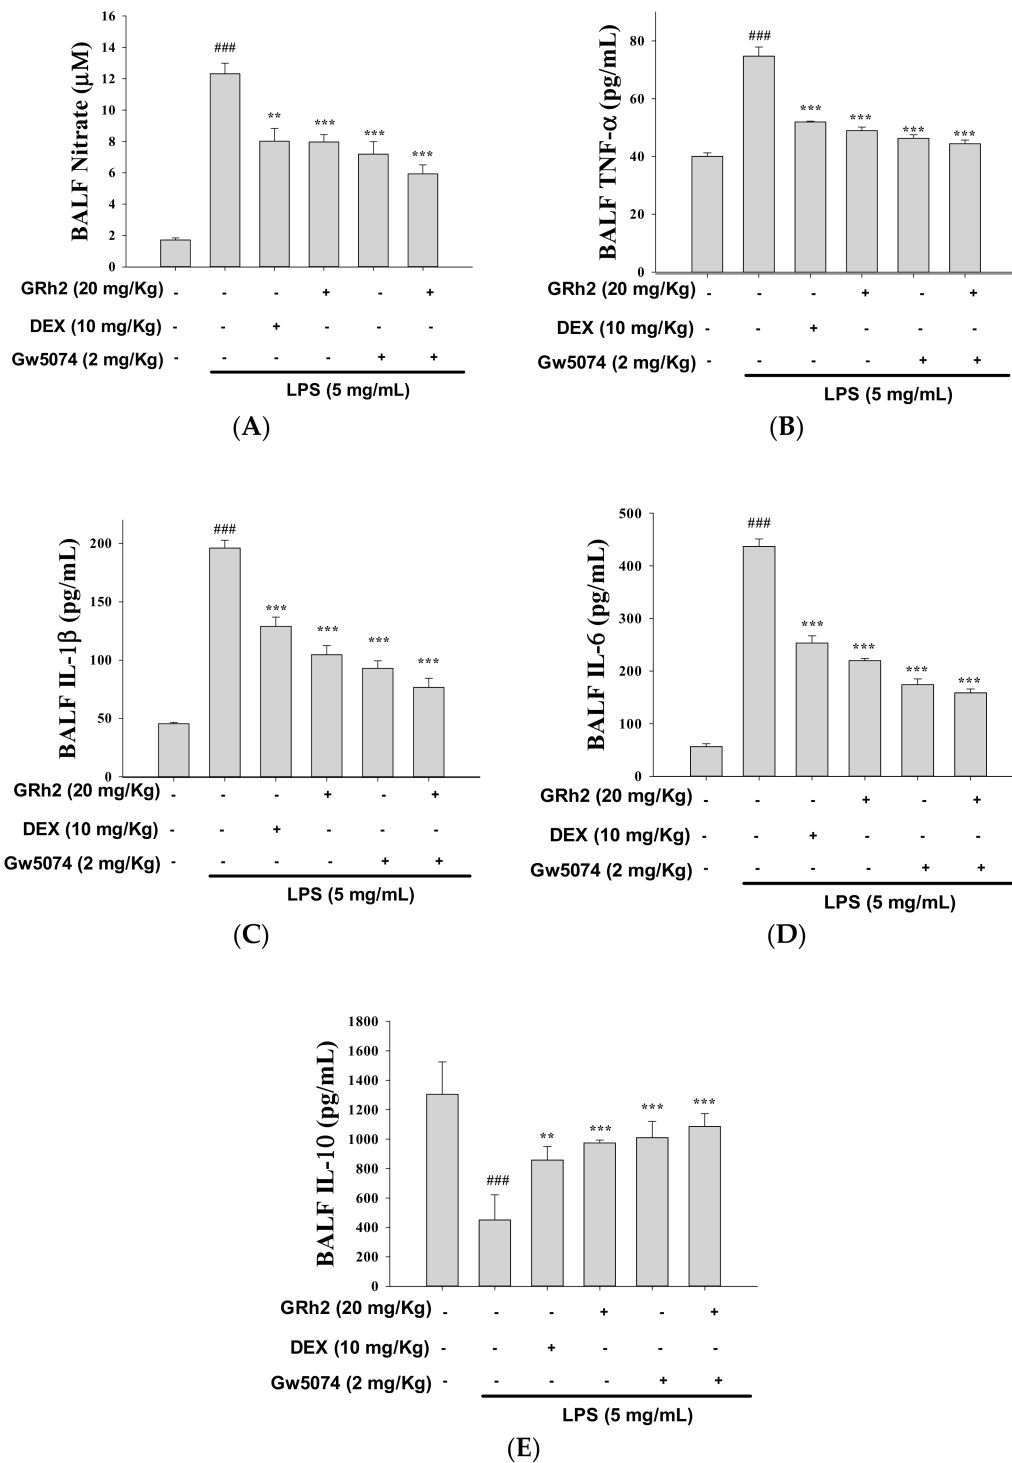 BALF Nitrate (μM)
16
14
12
10
8
6
4
2
0
###
**
***
***
***
GRh2 (20 mg/Kg) - - - + - +
DEX (10 mg/Kg) - - + - - -
Gw5074 (2 mg/Kg) - - - - + +
LPS (5 mg/mL)
(A)
BALF TNF-α (pg/mL)
80
60
40
20
0
###
***
***
***
***
GRh2 (20 mg/Kg) - - - + - +
DEX (10 mg/Kg) - - + - - -
Gw5074 (2 mg/Kg) - - - - + +
LPS (5 mg/mL)
(B)
BALF IL-1β (pg/mL)
200
150
100
50
0
###
***
***
***
***
GRh2 (20 mg/Kg) - - - + - +
DEX (10 mg/Kg) - - + - - -
Gw5074 (2 mg/Kg) - - - - + +
LPS (5 mg/mL)
(C)
BALF IL-6 (pg/mL)
500
400
300
200
100
0
###
***
***
***
***
GRh2 (20 mg/Kg) - - - + - +
DEX (10 mg/Kg) - - + - - -
Gw5074 (2 mg/Kg) - - - - + +
LPS (5 mg/mL)
(D)
BALF IL-10 (pg/mL)
1800
1600
1400
1200
1000
800
600
400
200
0
###
**
***
***
***
GRh2 (20 mg/Kg) - - - + - +
DEX (10 mg/Kg) - - + - - -
Gw5074 (2 mg/Kg) - - - - + +
LPS (5 mg/mL)
(E)